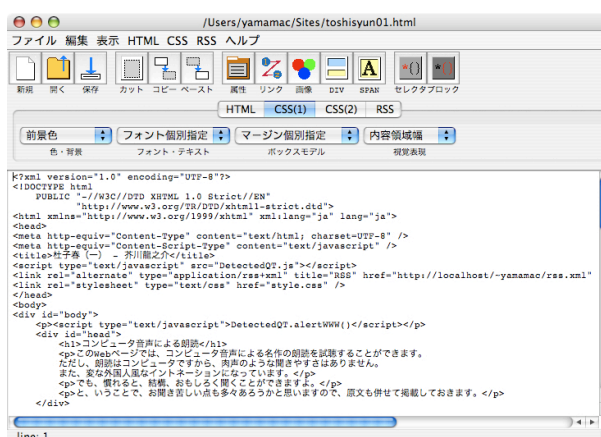 /Users/yamamac/Sites/toshisyun01.html
ファイル 編集 表示 HTML CSS RSS ヘルプ
新規 開く 保存 カット コピー ペースト 属性 リンク 画像 DIV SPAN セレクタブロック
HTML CSS(1) CSS(2) RSS
前景色 フォント個別指定 マージン個別指定 内容領域幅
色・背景 フォント・テキスト ボックスモデル 視覚表現
<?xml version="1.0" encoding="UTF-8"?>
<!DOCTYPE html
PUBLIC "-//W3C//DTD XHTML 1.0 Strict//EN"
"http://www.w3.org/TR/DTD/xhtml1-strict.dtd">
<html xmlns="http://www.w3.org/1999/xhtml" xml:lang="ja" lang="ja">
<head>
<meta http-equiv="Content-Type" content="text/html; charset=UTF-8" />
<meta http-equiv="Content-Script-Type" content="text/javascript" />
<title>杜子春（一） - 芥川龍之介</title>
<script type="text/javascript" src="DetectedQT.js"></script>
<link rel="alternate" type="application/rss+xml" title="RSS" href="http://localhost/~yamamac/rss.xml"
<link rel="stylesheet" type="text/css" href="style.css" />
</head>
<body>
<div id="body">
<p><script type="text/javascript">DetectedQT.alertWWW()</script></p>
<div id="head">
<h1>コンピュータ音声による朗読</h1>
<p>このWebページでは、コンピュータ音声による名作の朗読を試聴することができます。
ただし、朗読はコンピュータですから、肉声のような聞きやすさはありません。
また、変な外国人風なイントネーションになっています。</p>
<p>でも、慣れると、結構、おもしろく聞くことができますよ。</p>
<p>と、いうことで、お聞き苦しい点も多々あろうかと思いますので、原文も併せて掲載しておきます。</p>
</div>
line: 1